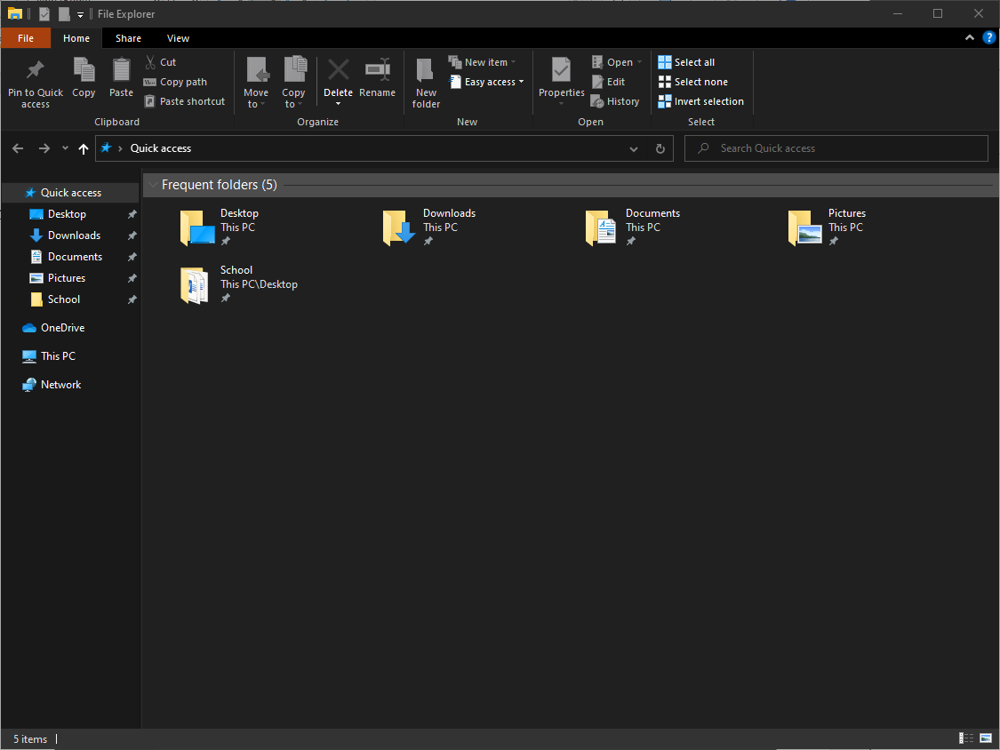 File Explorer
File Home Share View
Pin to Quick access
Copy
Paste
Cut
Copy path
Paste shortcut
Clipboard
Move to
Copy to
Delete
Rename
Organize
New folder
New item
Easy access
New
Properties
Open
Edit
History
Open
Select all
Select none
Invert selection
Select
Quick access
Search Quick access
Quick access
Desktop
Downloads
Documents
Pictures
School
OneDrive
This PC
Network
Frequent folders (5)
Desktop
This PC
Downloads
This PC
Documents
This PC
Pictures
This PC
School
This PC\Desktop
5 items